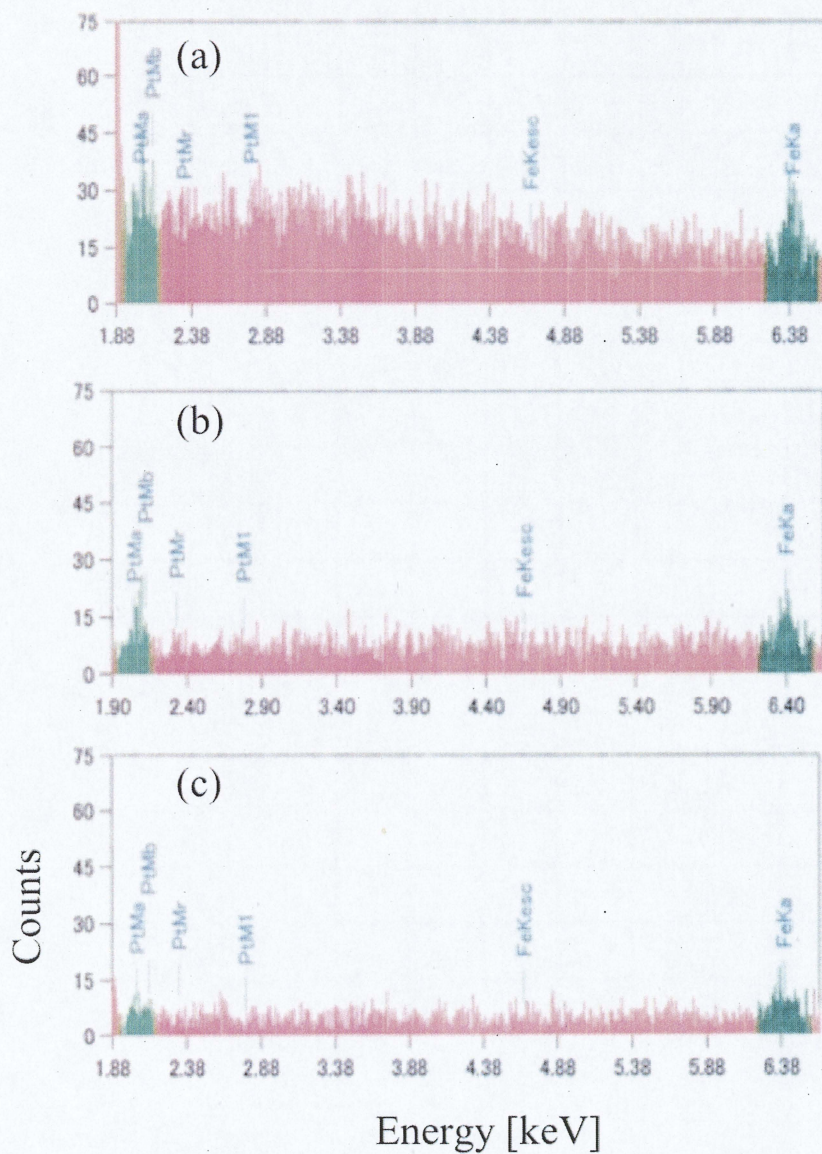 75
(a)
PtMb
60
45
PtMa
PtMr
PtM1
FeKesc
FeKa
30
15
0
1.88 2.38 2.88 3.38 3.88 4.38 4.88 5.38 5.88 6.38
75
(b)
60
PtMb
45
PtMa
PtMr
PtM1
FeKesc
FeKa
30
15
0
1.90 2.40 2.90 3.40 3.90 4.40 4.90 5.40 5.90 6.40
75
(c)
60
PtMb
45
PtMa
PtMr
PtM1
FeKesc
FeKa
30
15
0
1.88 2.38 2.88 3.38 3.88 4.38 4.88 5.38 5.88 6.38
Counts
Energy [keV]